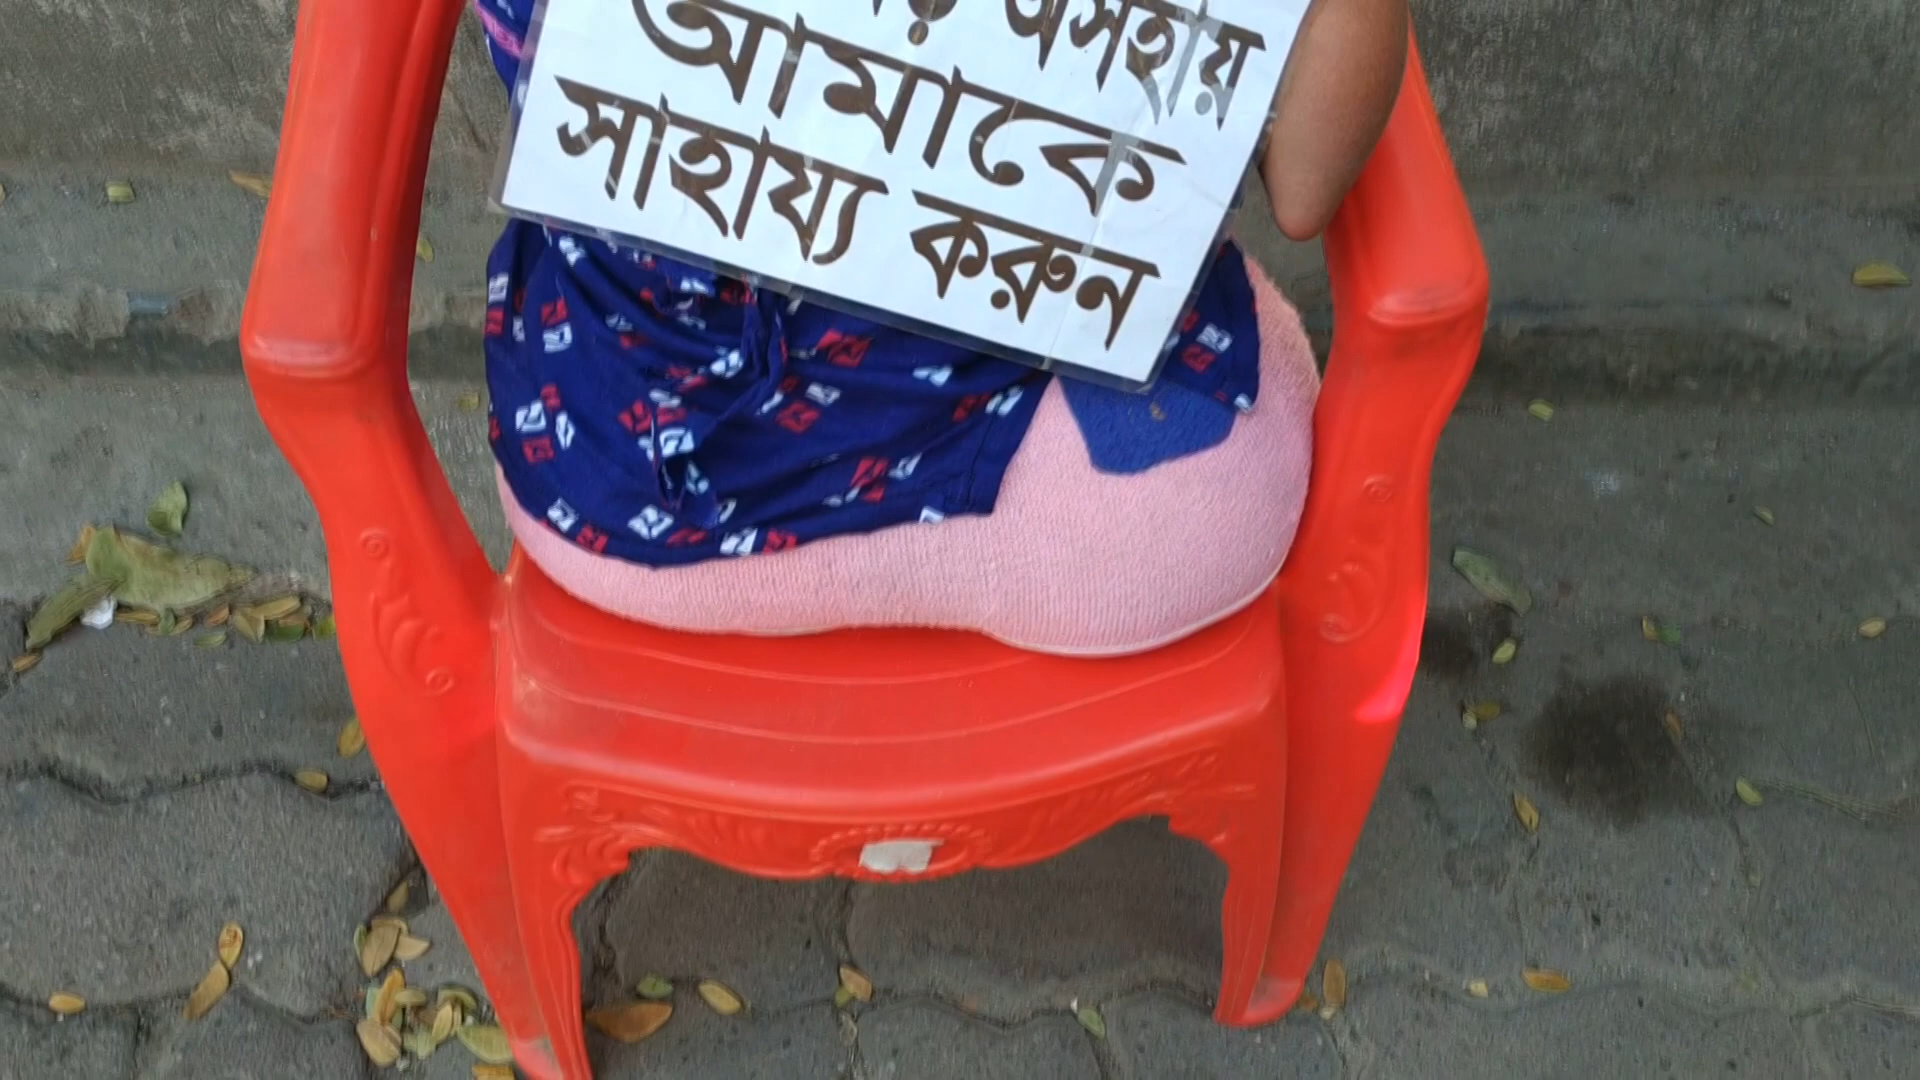 অসহায়
আমাকে
সাহায্য করুন